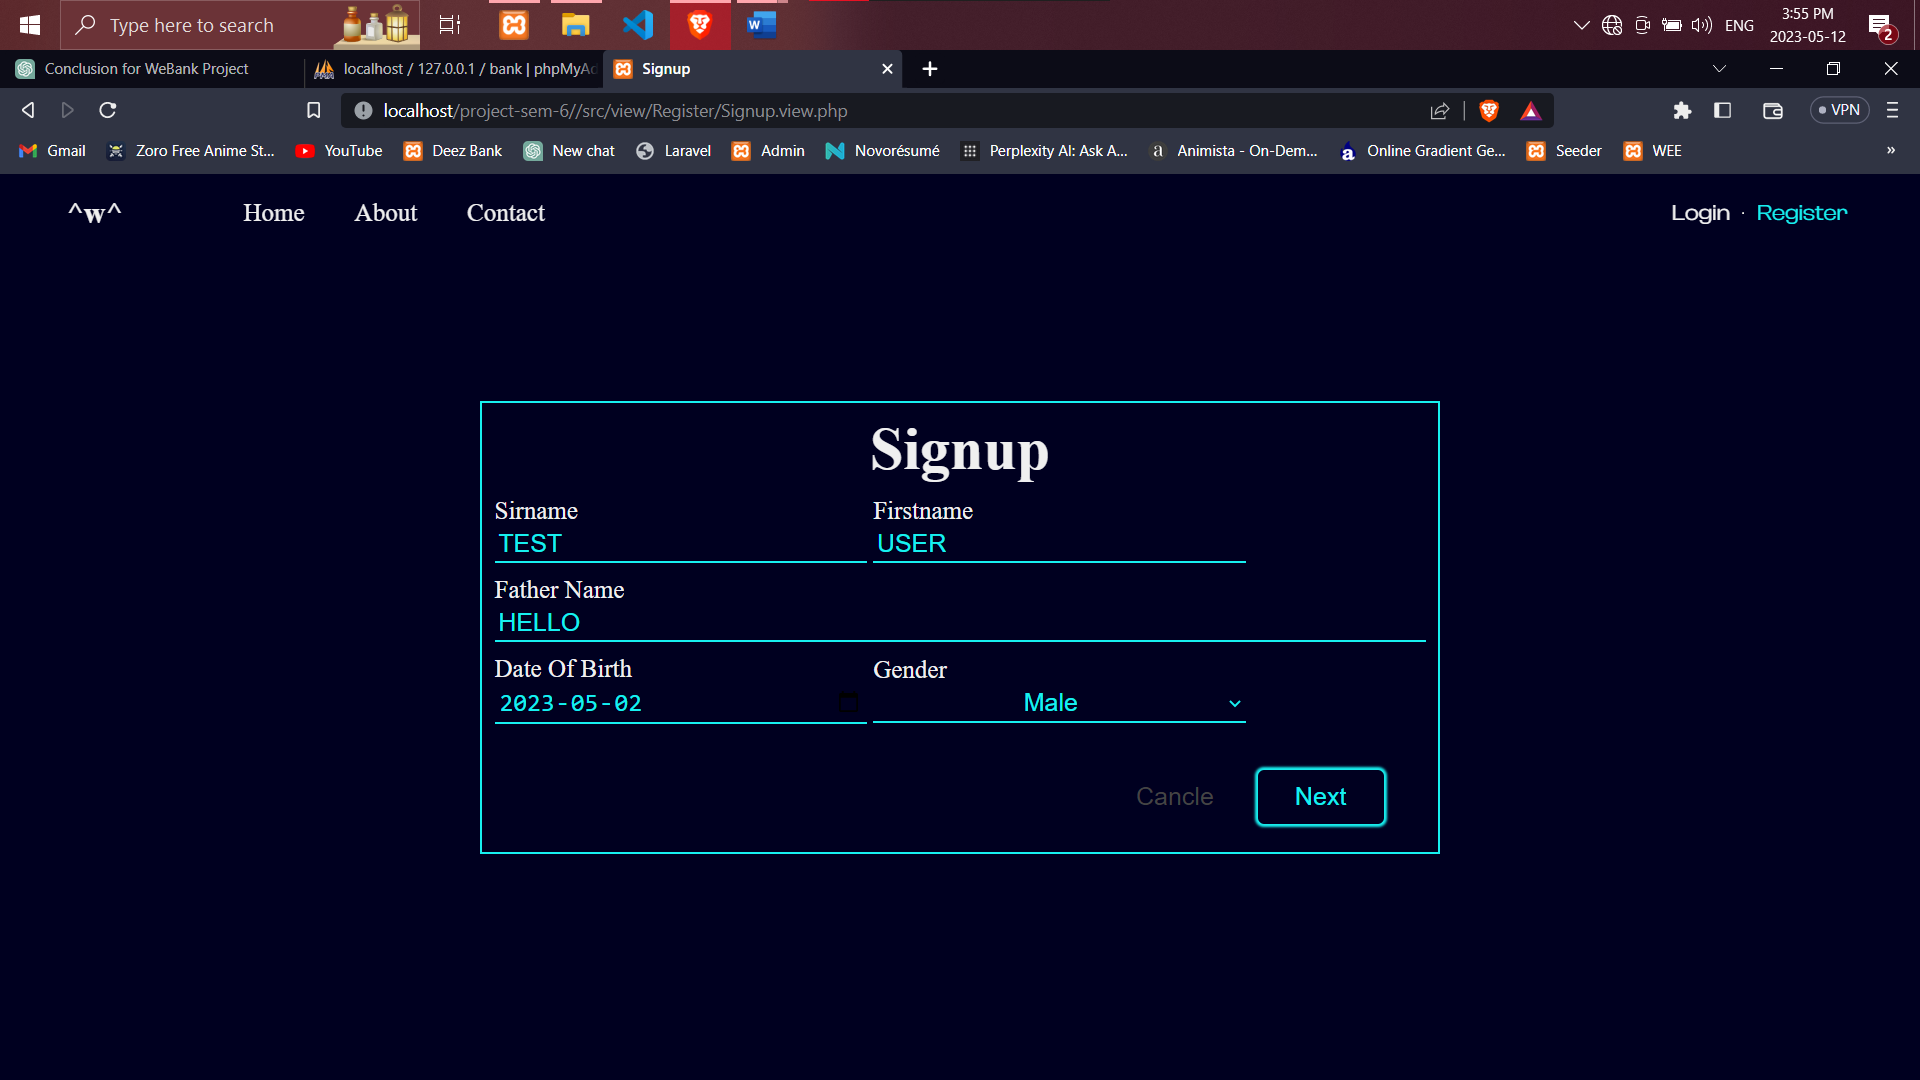 Type here to search
ENG
3:55 PM
2023-05-12
2
Conclusion for WeBank Project
localhost / 127.0.0.1 / bank | phpMyAd
Signup
localhost/project-sem-6//src/view/Register/Signup.view.php
VPN
Gmail
Zoro Free Anime St...
YouTube
Deez Bank
New chat
Laravel
Admin
Novorésumé
Perplexity AI: Ask A...
Animista - On-Dem...
Online Gradient Ge...
Seeder
WEE
»
^w^
Home
About
Contact
Login · Register
Signup
Sirname
Firstname
TEST
USER
Father Name
HELLO
Date Of Birth
Gender
2023-05-02
Male
Cancle
Next